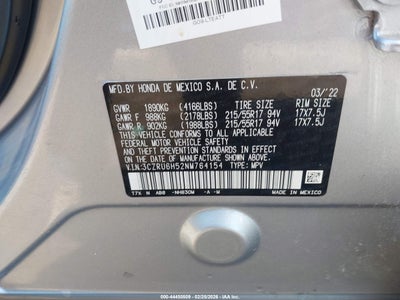 MFD.BY HONDA DE MEXICO S.A. DE C.V.
03/'22
GVWR 1890KG (4166LBS) TIRE SIZE RIM SIZE
GAWR F 988KG (2178LBS) 215/55R17 94V 17X7.5J
GAWR R 902KG (1988LBS) 215/55R17 94V 17X7.5J
THIS VEHICLE CONFORMS TO ALL APPLICABLE
FEDERAL MOTOR VEHICLE SAFETY AND THEFT
PREVENTION STANDARDS IN EFFECT ON THE
DATE OF MANUFACTURE SHOWN ABOVE.
V.I.N:3CZRU6H52NM764154 TYPE: MPV
17X N AB0 -NH830M -A -M
MADE IN
MEXICO